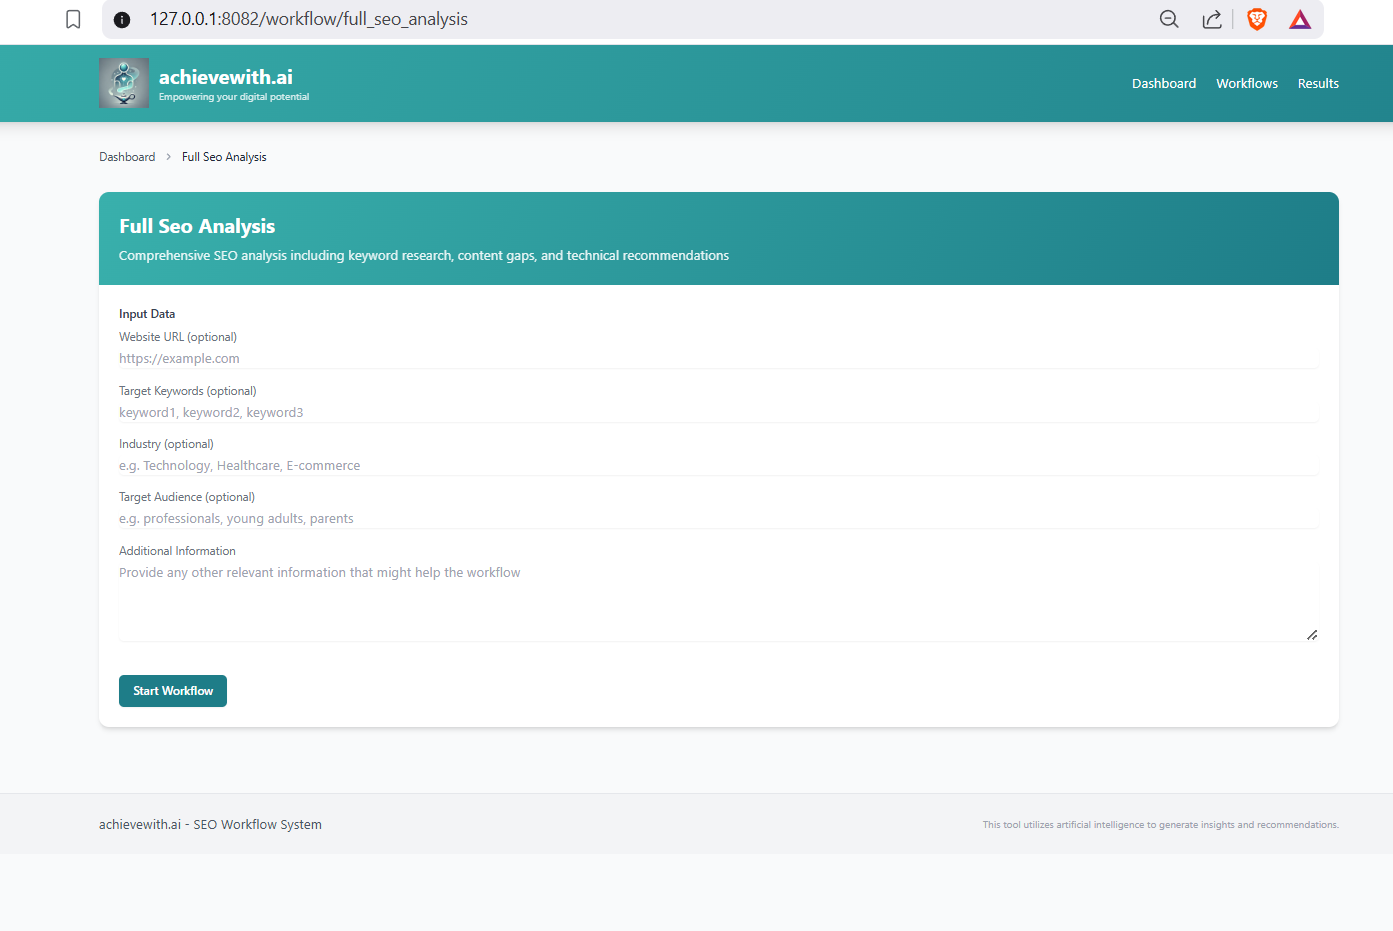 127.0.0.1:8082/workflow/full_seo_analysis
achievewith.ai
Empowering your digital potential
Dashboard Workflows Results
Dashboard > Full Seo Analysis
Full Seo Analysis
Comprehensive SEO analysis including keyword research, content gaps, and technical recommendations
Input Data
Website URL (optional)
https://example.com
Target Keywords (optional)
keyword1, keyword2, keyword3
Industry (optional)
e.g. Technology, Healthcare, E-commerce
Target Audience (optional)
e.g. professionals, young adults, parents
Additional Information
Provide any other relevant information that might help the workflow
Start Workflow
achievewith.ai - SEO Workflow System
This tool utilizes artificial intelligence to generate insights and recommendations.